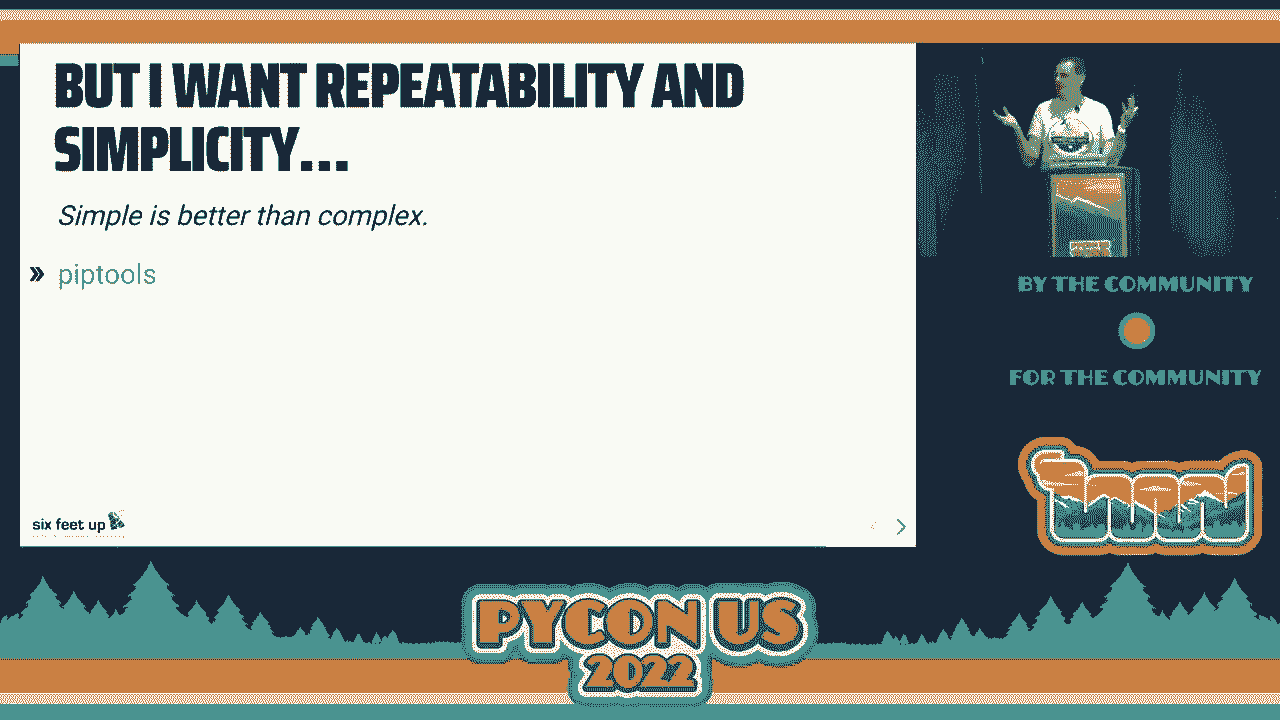 BUT I WANT REPEATABILITY AND
SIMPLICITY...
Simple is better than complex.
» piptools
six feet up
BY THE COMMUNITY
FOR THE COMMUNITY
PYCON US
2022